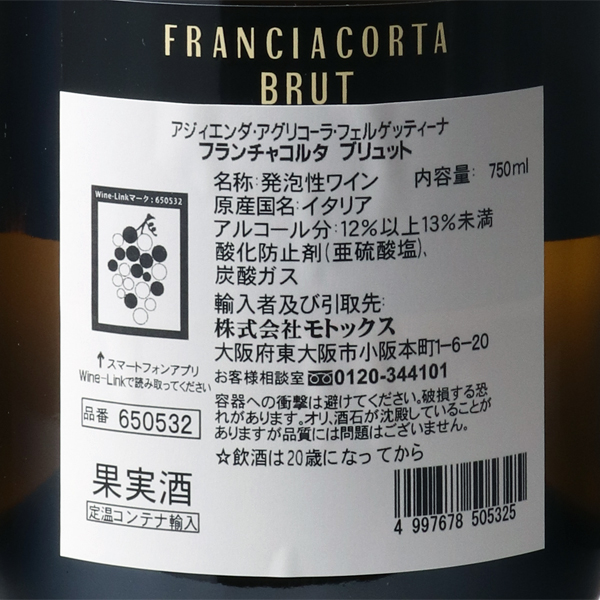 FRANCIACORTA
BRUT
アジィエンダ・アグリコーラ・フェルゲッティーナ
フランチャコルタ ブリュット
名称:発泡性ワイン 内容量: 750ml
原産国名:イタリア
アルコール分:12%以上13%未満
酸化防止剤(亜硫酸塩)、
炭酸ガス
輸入者及び引取先:
株式会社モトックス
大阪府東大阪市小阪本町1-6-20
お客様相談室 0120-344101
容器への衝撃は避けてください。破損する恐
れがあります。オリ、酒石が沈殿していることが
ありますが品質には問題はございません。
☆飲酒は20歳になってから
Wine-Linkマーク:650532
↑スマートフォンアプリ
Wine-Linkで読み取ってください
品番 650532
果実酒
定温コンテナ輸入
4 997678 505325